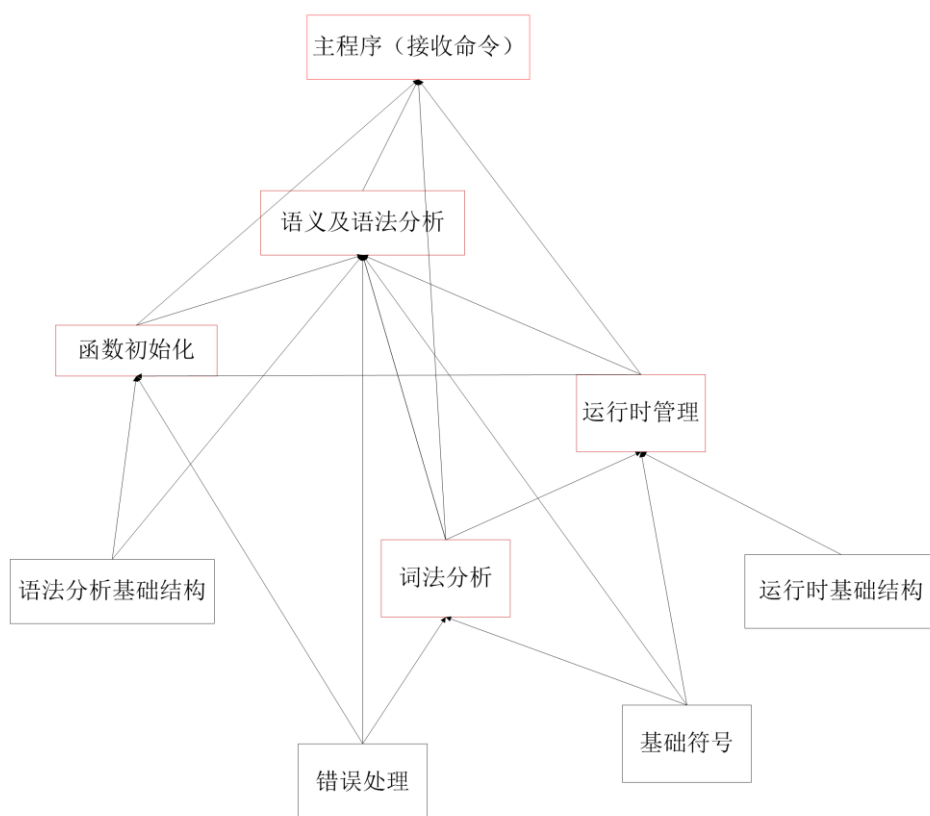 主程序（接收命令）
语义及语法分析
函数初始化
运行时管理
语法分析基础结构
词法分析
运行时基础结构
基础符号
错误处理